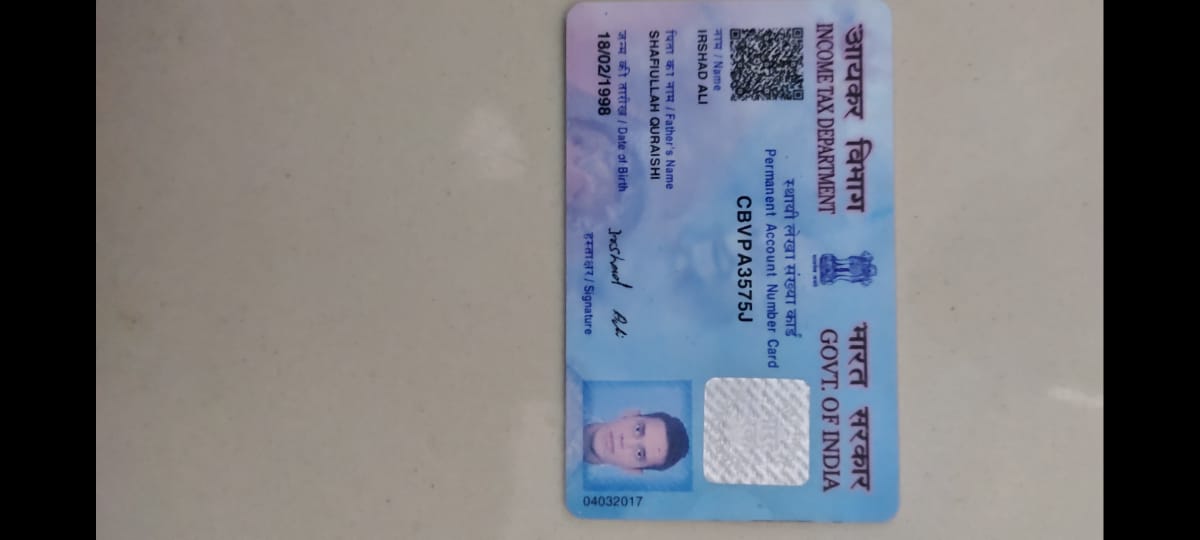 आयकर विभाग
INCOME TAX DEPARTMENT
भारत सरकार
GOVT. OF INDIA
स्थायी लेखा संख्या कार्ड
Permanent Account Number Card
CBVPA3575J
नाम / Name
IRSHAD ALI
पिता का नाम / Father's Name
SHAFIULLAH QURAISHI
जन्म की तारीख / Date of Birth
18/02/1998
Irshad Ali
हस्ताक्षर / Signature
04032017